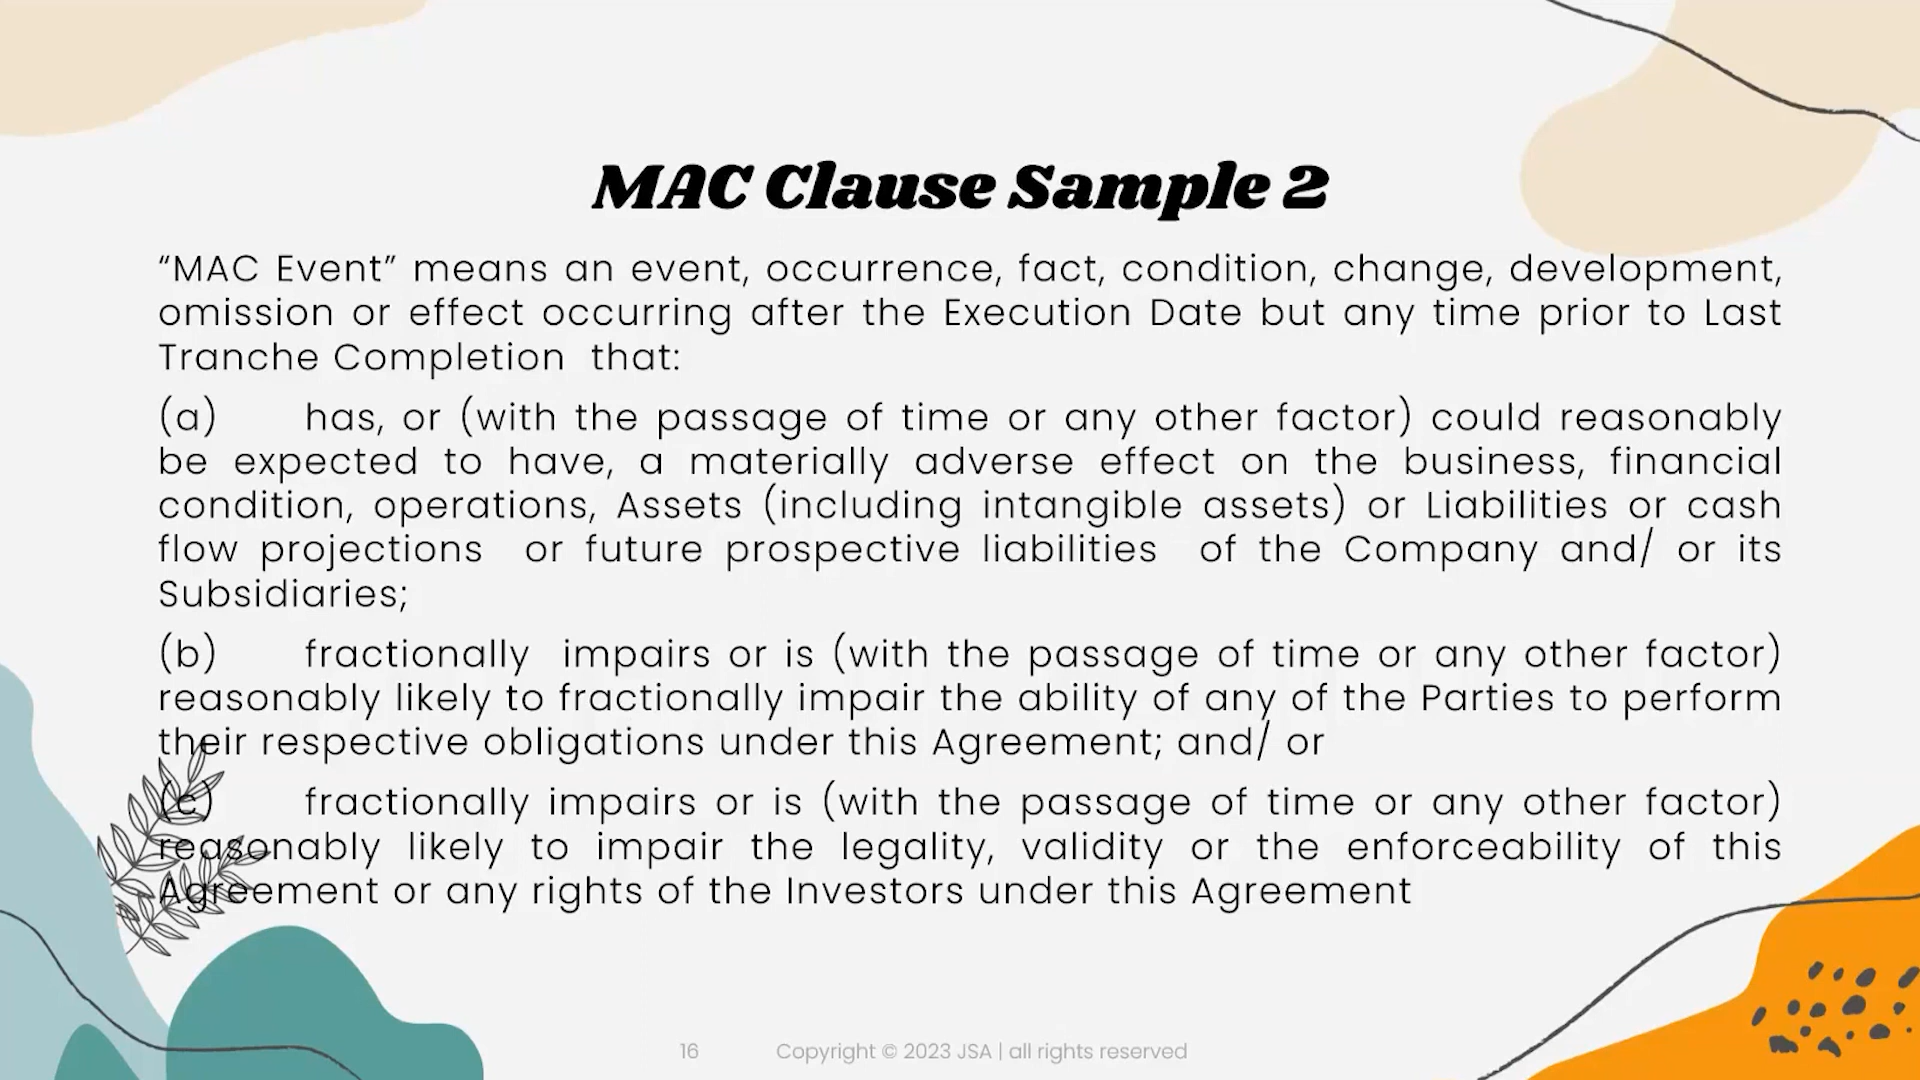 MAC Clause Sample 2
“MAC Event” means an event, occurrence, fact, condition, change, development,
omission or effect occurring after the Execution Date but any time prior to Last
Tranche Completion that:
(a) has, or (with the passage of time or any other factor) could reasonably
be expected to have, a materially adverse effect on the business, financial
condition, operations, Assets (including intangible assets) or Liabilities or cash
flow projections or future prospective liabilities of the Company and/ or its
Subsidiaries;
(b) fractionally impairs or is (with the passage of time or any other factor)
reasonably likely to fractionally impair the ability of any of the Parties to perform
their respective obligations under this Agreement; and/ or
(c) fractionally impairs or is (with the passage of time or any other factor)
reasonably likely to impair the legality, validity or the enforceability of this
Agreement or any rights of the Investors under this Agreement
16 Copyright © 2023 JSA | all rights reserved